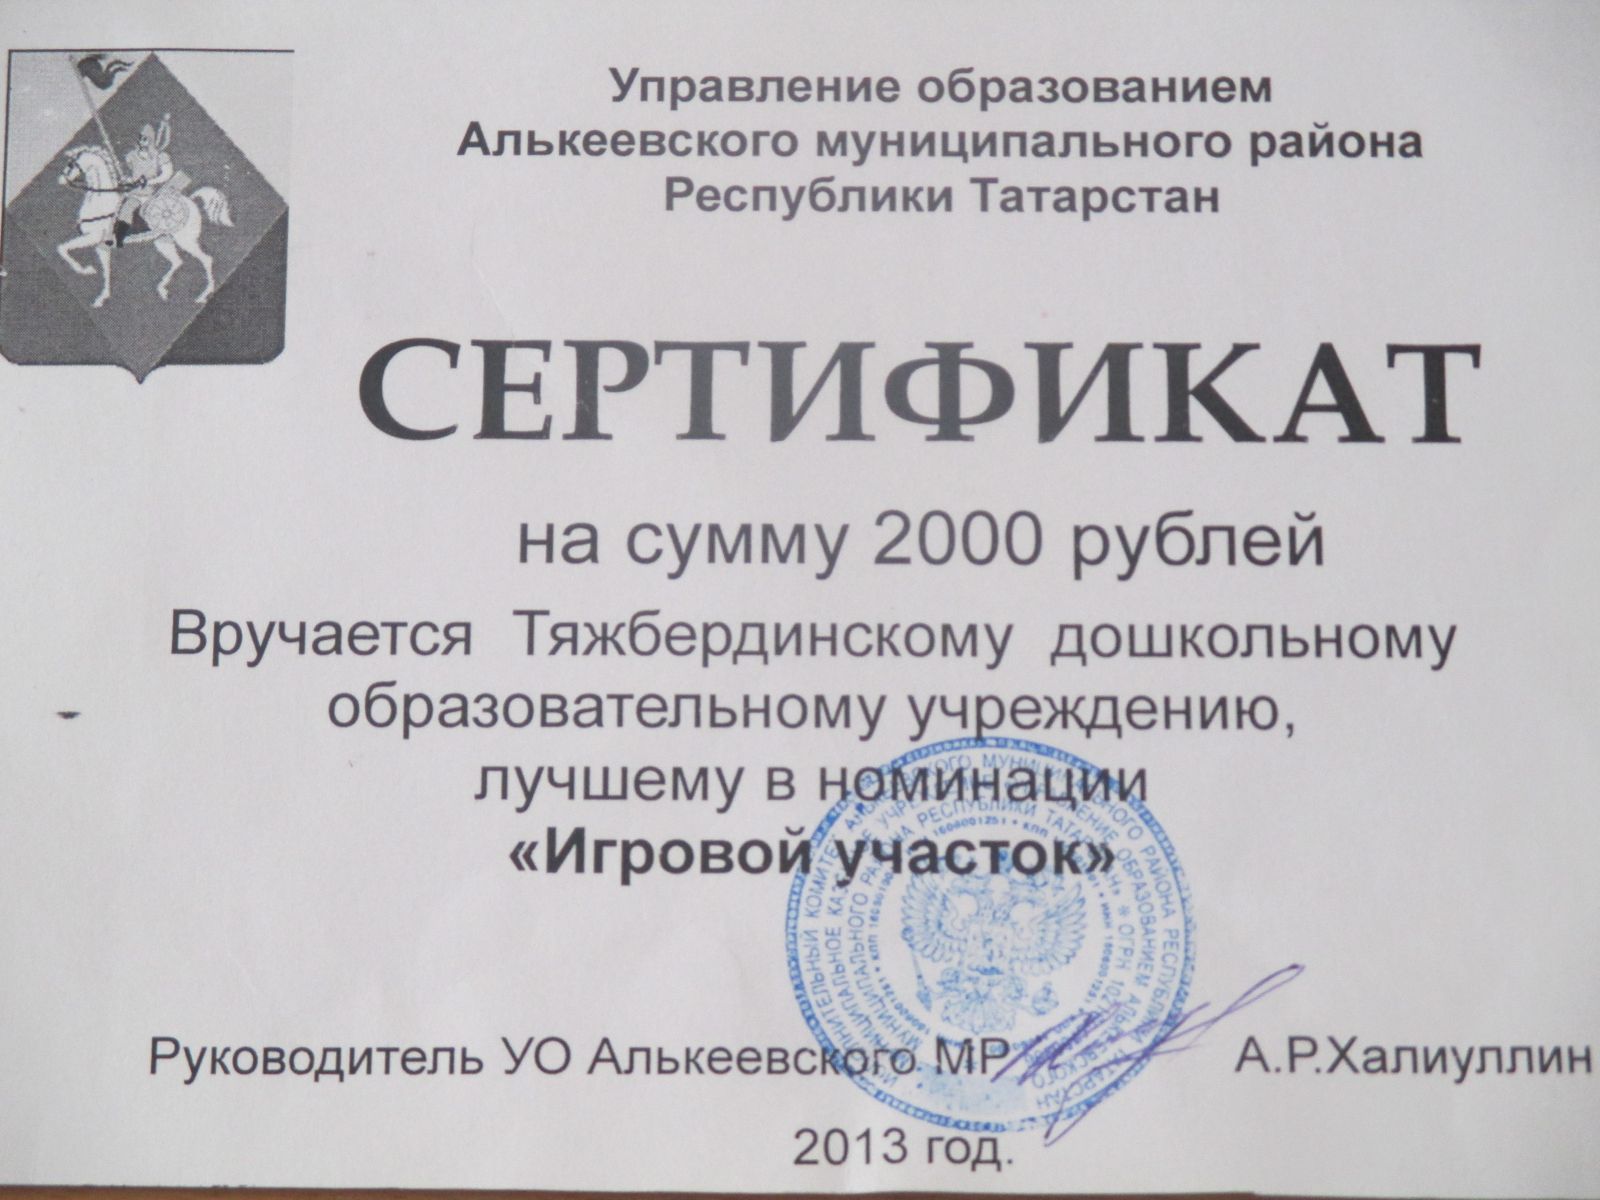 Управление образованием
Алькеевского муниципального района
Республики Татарстан
СЕРТИФИКАТ
на сумму 2000 рублей
Вручается Тяжбердинскому дошкольному
образовательному учреждению,
лучшему в номинации
«Игровой участок»
Руководитель УО Алькеевского МР А.Р.Халиуллин
2013 год.